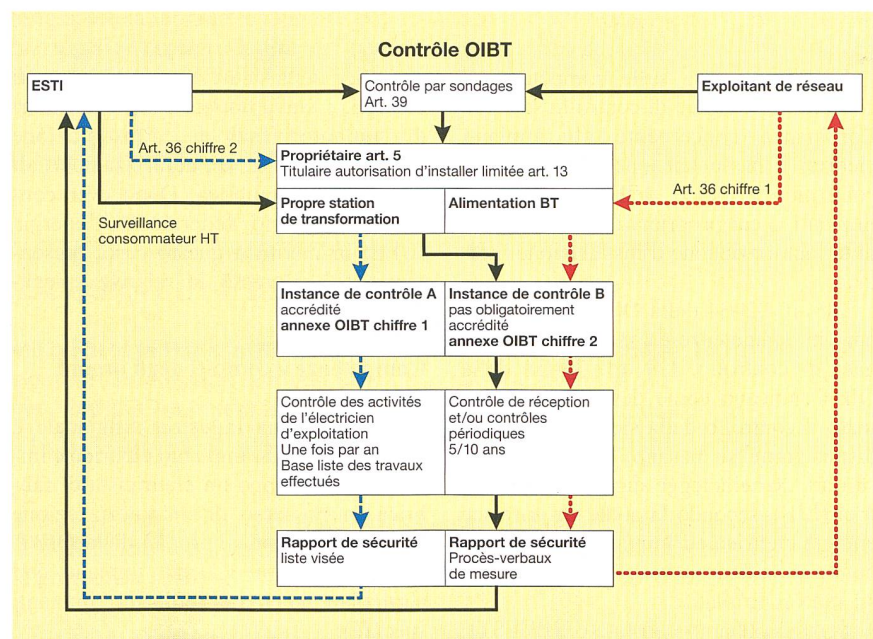 Contrôle OIBT
ESTI
Contrôle par sondages
Art. 39
Exploitant de réseau
Art. 36 chiffre 2
Propriétaire art. 5
Titulaire autorisation d'installer limitée art. 13
Art. 36 chiffre 1
Propre station
de transformation
Alimentation BT
Surveillance
consommateur HT
Instance de contrôle A
accrédité
annexe OIBT chiffre 1
Instance de contrôle B
pas obligatoirement
accrédité
annexe OIBT chiffre 2
Contrôle des activités
de l'électricien
d'exploitation
Une fois par an
Base liste des travaux
effectués
Contrôle de réception
et/ou contrôles
périodiques
5/10 ans
Rapport de sécurité
liste visée
Rapport de sécurité
Procès-verbaux
de mesure